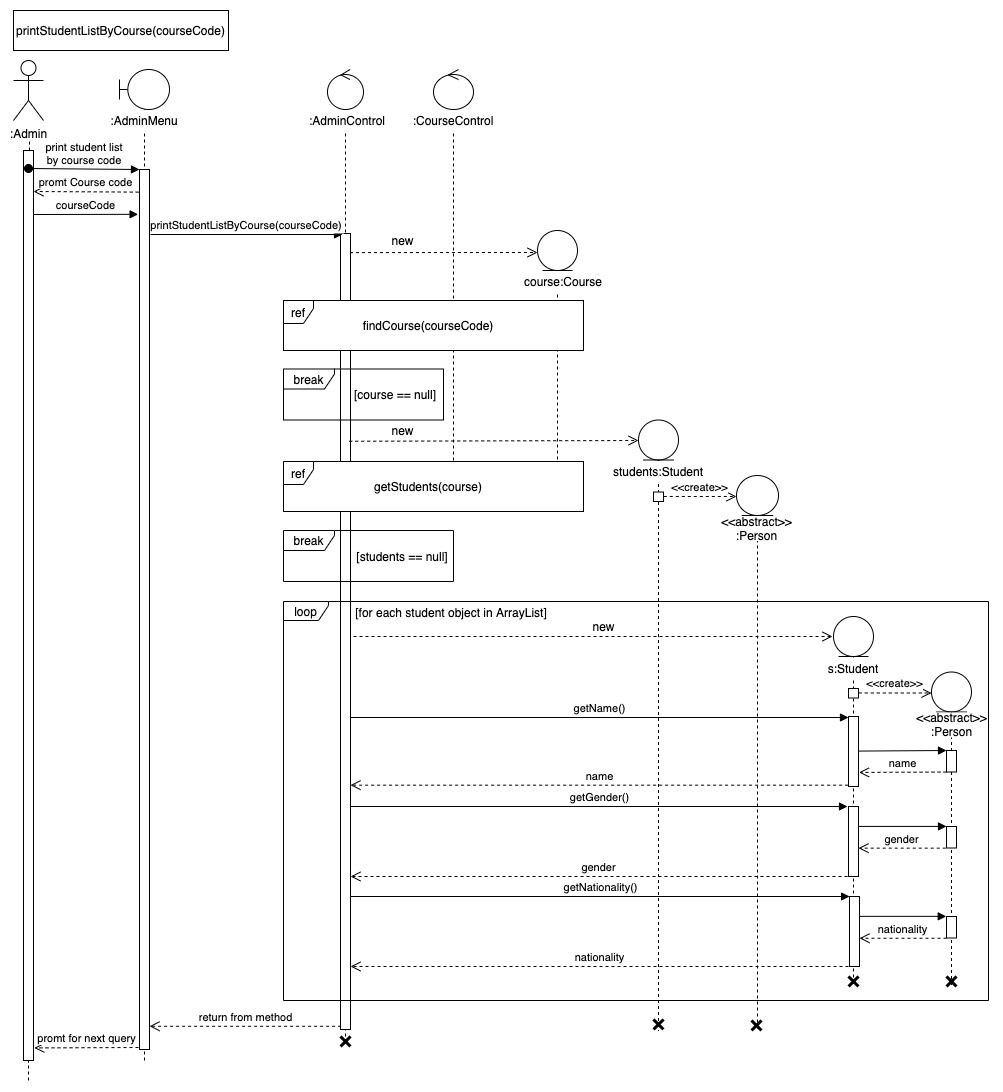 printStudentListByCourse(courseCode)
:Admin
:AdminMenu
:AdminControl
:CourseControl
print student list
by course code
promt Course code
courseCode
printStudentListByCourse(courseCode)
new
course:Course
ref
findCourse(courseCode)
break
[course == null]
new
students:Student
ref
getStudents(course)
<<create>>
<<abstract>>
:Person
break
[students == null]
loop
[for each student object in ArrayList]
new
s:Student
<<create>>
<<abstract>>
:Person
getName()
name
name
getGender()
gender
gender
getNationality()
nationality
nationality
return from method
promt for next query